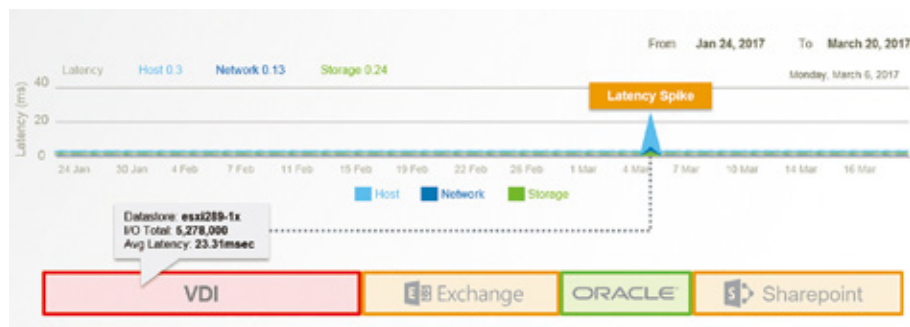 From Jan 24, 2017 To March 20, 2017
Latency Host 0.3 Network 0.13 Storage 0.24
Monday, March 6, 2017
Latency (ms)
40
20
0
Latency Spike
24 Jan 30 Jan 4 Feb 7 Feb 11 Feb 15 Feb 19 Feb 22 Feb 26 Feb 1 Mar 4 Mar 7 Mar 10 Mar 14 Mar 16 Mar
Host Network Storage
Datastore: esxi289-1x
I/O Total: 5,278,000
Avg Latency: 23.31msec
VDI Exchange ORACLE Sharepoint